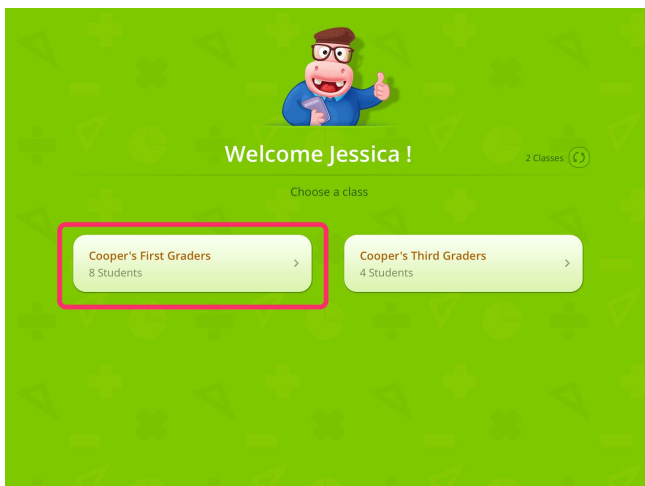 Welcome Jessica !
2 Classes
Choose a class
Cooper's First Graders
8 Students
Cooper's Third Graders
4 Students